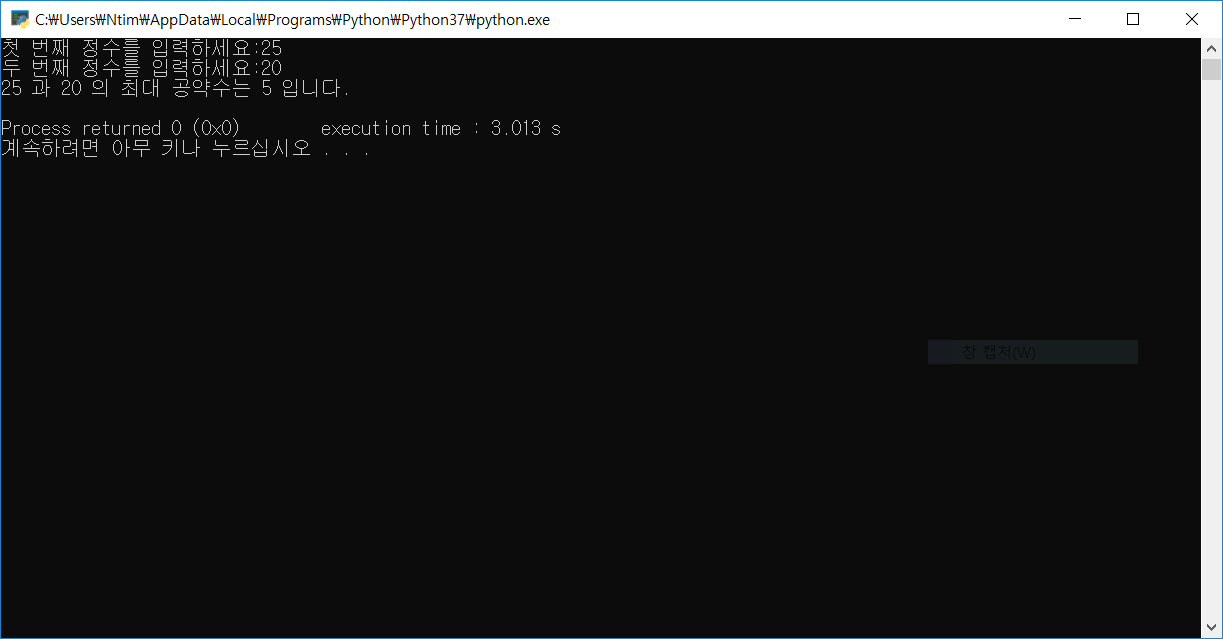 C:₩Users₩Ntim₩AppData₩Local₩Programs₩Python₩Python37₩python.exe
첫 번째 정수를 입력하세요:25
두 번째 정수를 입력하세요:20
25 과 20 의 최대 공약수는 5 입니다.
Process returned 0 (0x0)        execution time : 3.013 s
계속하려면 아무 키나 누르십시오 . . .
창 캡처(W)